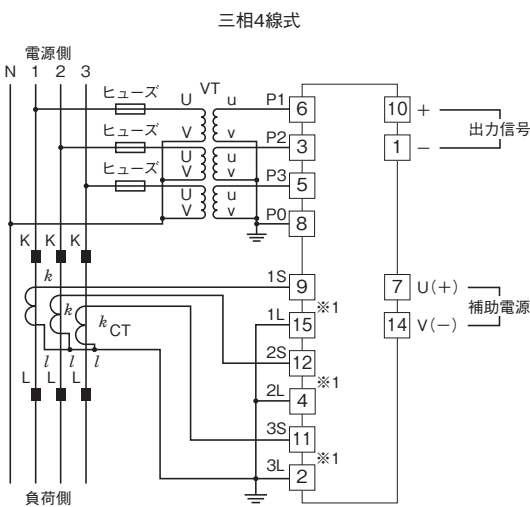 三相4線式
電源側
N 1 2 3
ヒューズ
ヒューズ
ヒューズ
VT
U u
V v
U u
V v
U u
V v
P1 6
P2 3
P3 5
P0 8
10 +
1 −
出力信号
K K K
k
k
k
CT
l l l
L L L
1S 9
※1
1L 15
2S 12
※1
2L 4
3S 11
※1
3L 2
7 U(+)
14 V(−)
補助電源
負荷側